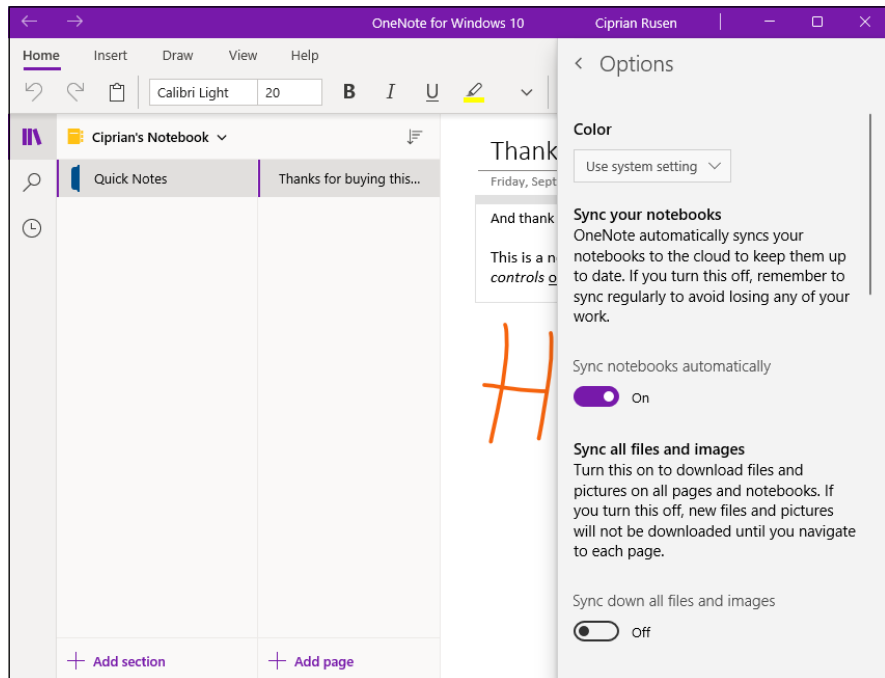 OneNote for Windows 10
Ciprian Rusen
Home Insert Draw View Help
Options
Calibri Light 20 B I U
Color
Use system setting
Ciprian's Notebook
Quick Notes
Thanks for buying this...
Thank
Friday, Sept
And thank
This is a n
controls o
H
Sync your notebooks
OneNote automatically syncs your
notebooks to the cloud to keep them up
to date. If you turn this off, remember to
sync regularly to avoid losing any of your
work.
Sync notebooks automatically
On
Sync all files and images
Turn this on to download files and
pictures on all pages and notebooks. If
you turn this off, new files and pictures
will not be downloaded until you navigate
to each page.
Sync down all files and images
Off
Add section
Add page